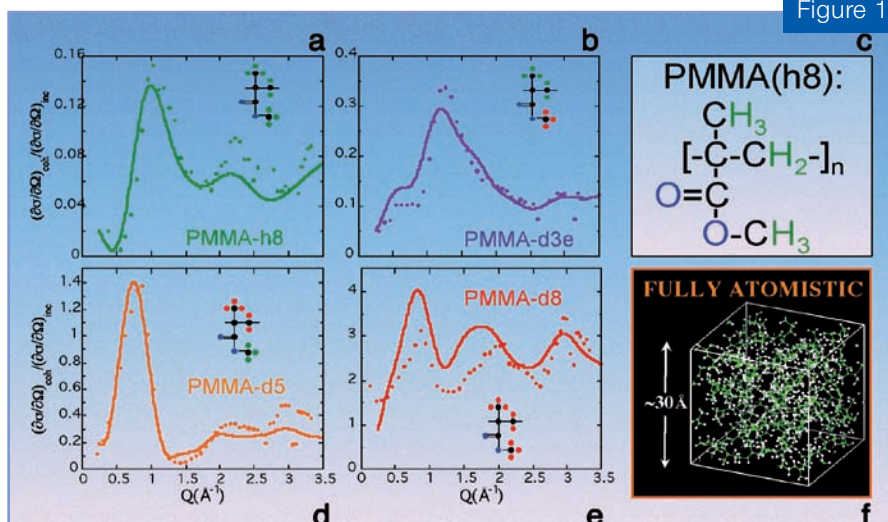 Figure 1
a
b
c
0.16
0.12
0.08
0.04
0
(∂σ/∂Ω)coh/(∂σ/∂Ω)inc
PMMA-h8
0.4
0.3
0.2
0.1
0
PMMA-d3e
PMMA(h8):
CH3
[-C-CH2-]n
O=C
O-CH3
1.4
1.2
1
0.8
0.6
0.4
0.2
0
(∂σ/∂Ω)coh/(∂σ/∂Ω)inc
PMMA-d5
0 0.5 1 1.5 2 2.5 3 3.5
Q(Å-1)
4
3
2
1
0
PMMA-d8
0 0.5 1 1.5 2 2.5 3 3.5
Q(Å-1)
FULLY ATOMISTIC
~30Å
d
e
f